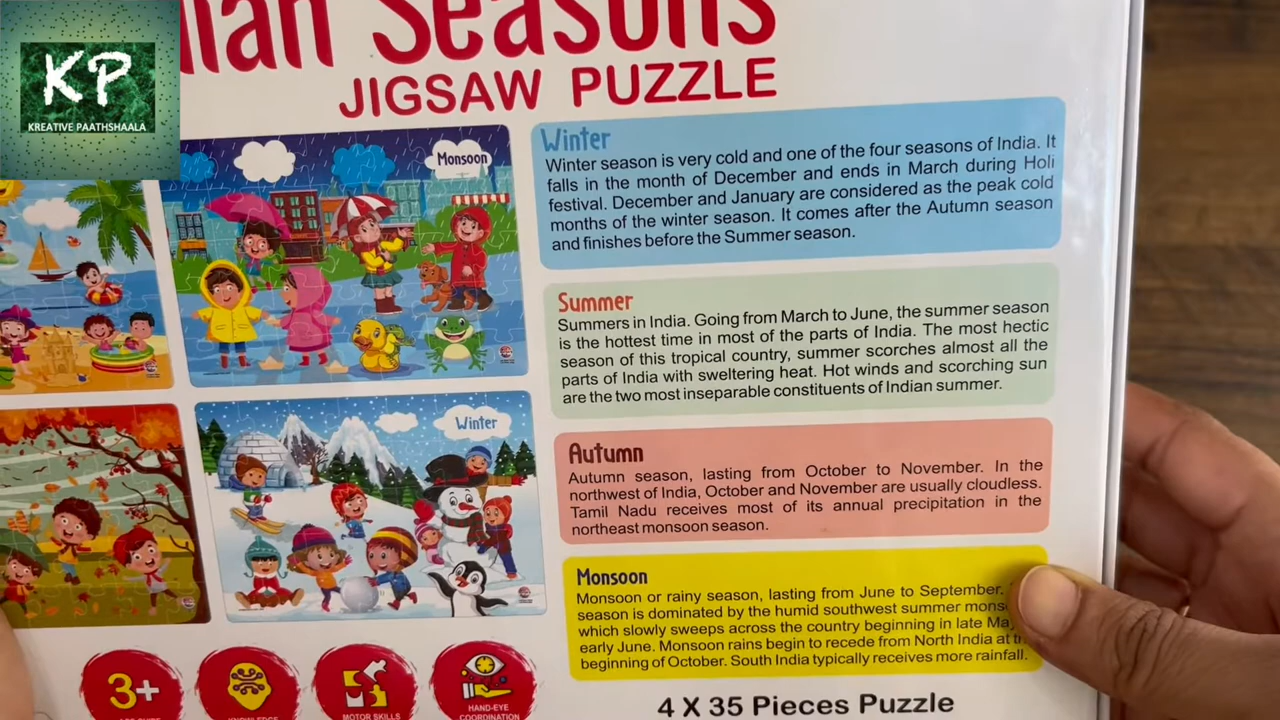 Seasons
JIGSAW PUZZLE
KP
KREATIVE PAATHSHAALA
Monsoon
Winter
Winter
Winter season is very cold and one of the four seasons of India. It
falls in the month of December and ends in March during Holi
festival. December and January are considered as the peak cold
months of the winter season. It comes after the Autumn season
and finishes before the Summer season.
Summer
Summers in India. Going from March to June, the summer season
is the hottest time in most of the parts of India. The most hectic
season of this tropical country, summer scorches almost all the
parts of India with sweltering heat. Hot winds and scorching sun
are the two most inseparable constituents of Indian summer.
Autumn
Autumn season, lasting from October to November. In the
northwest of India, October and November are usually cloudless.
Tamil Nadu receives most of its annual precipitation in the
northeast monsoon season.
Monsoon
Monsoon or rainy season, lasting from June to September.
season is dominated by the humid southwest summer
which slowly sweeps across the country beginning in late May
early June. Monsoon rains begin to recede from North India at
beginning of October. South India typically receives more rainfall.
3+
MOTOR SKILLS
HAND-EYE
COORDINATION
4 X 35 Pieces Puzzle